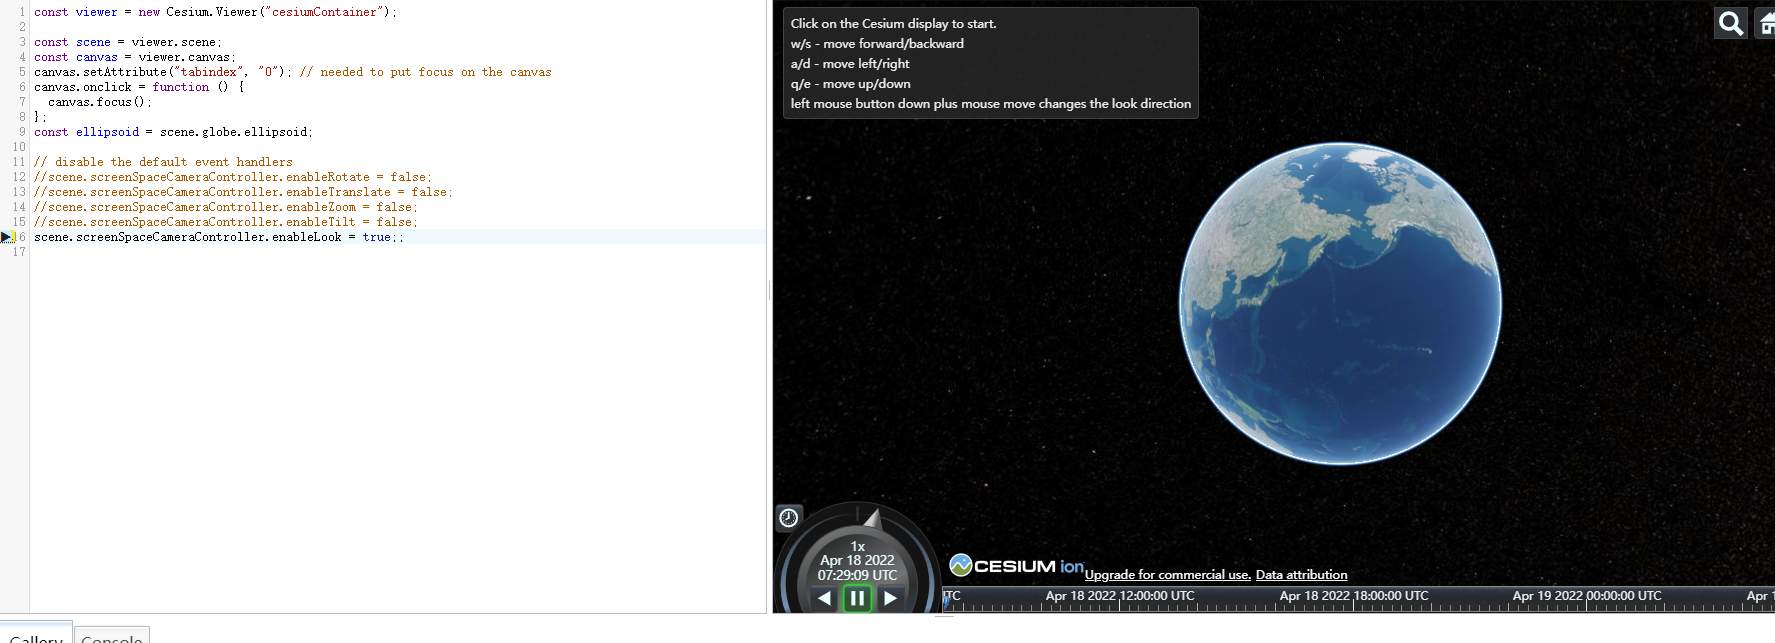 1 const viewer = new Cesium.Viewer("cesiumContainer");
2
3 const scene = viewer.scene;
4 const canvas = viewer.canvas;
5 canvas.setAttribute("tabindex", "0"); // needed to put focus on the canvas
6 canvas.onclick = function () {
7   canvas.focus();
8 };
9 const ellipsoid = scene.globe.ellipsoid;
10
11 // disable the default event handlers
12 //scene.screenSpaceCameraController.enableRotate = false;
13 //scene.screenSpaceCameraController.enableTranslate = false;
14 //scene.screenSpaceCameraController.enableZoom = false;
15 //scene.screenSpaceCameraController.enableTilt = false;
16 scene.screenSpaceCameraController.enableLook = true;;
17
Click on the Cesium display to start.
w/s - move forward/backward
a/d - move left/right
q/e - move up/down
left mouse button down plus mouse move changes the look direction
1x
Apr 18 2022
07:29:09 UTC
CESIUM ion
Upgrade for commercial use. Data attribution
UTC Apr 18 2022 12:00:00 UTC Apr 18 2022 18:00:00 UTC Apr 19 2022 00:00:00 UTC Apr 1
Gallery Console